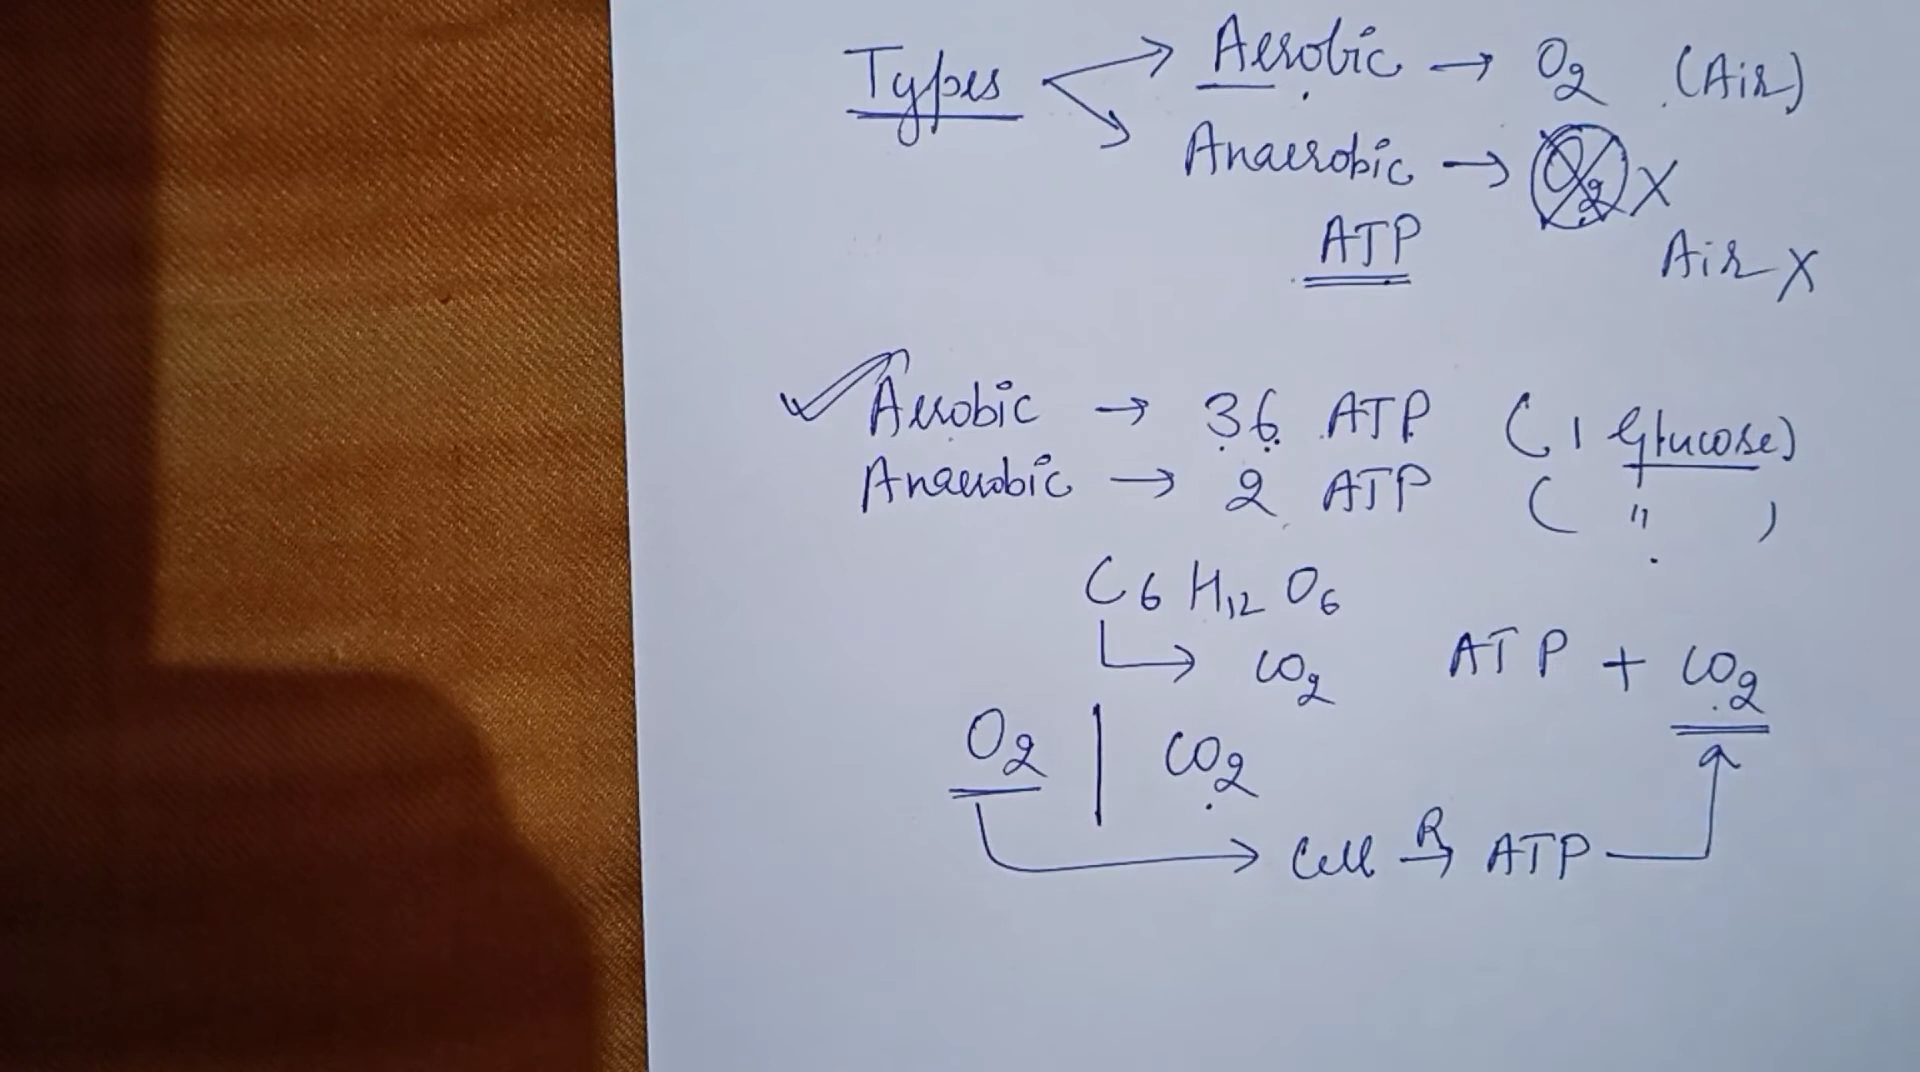 Types → Aerobic → O2 (Air)
→ Anaerobic → O2 X
Air X
ATP
✓ Aerobic → 36 ATP (1 Glucose)
Anaerobic → 2 ATP ( " )
C6 H12 O6
→ CO2 ATP + CO2
O2 | CO2
→ Cell R→ ATP